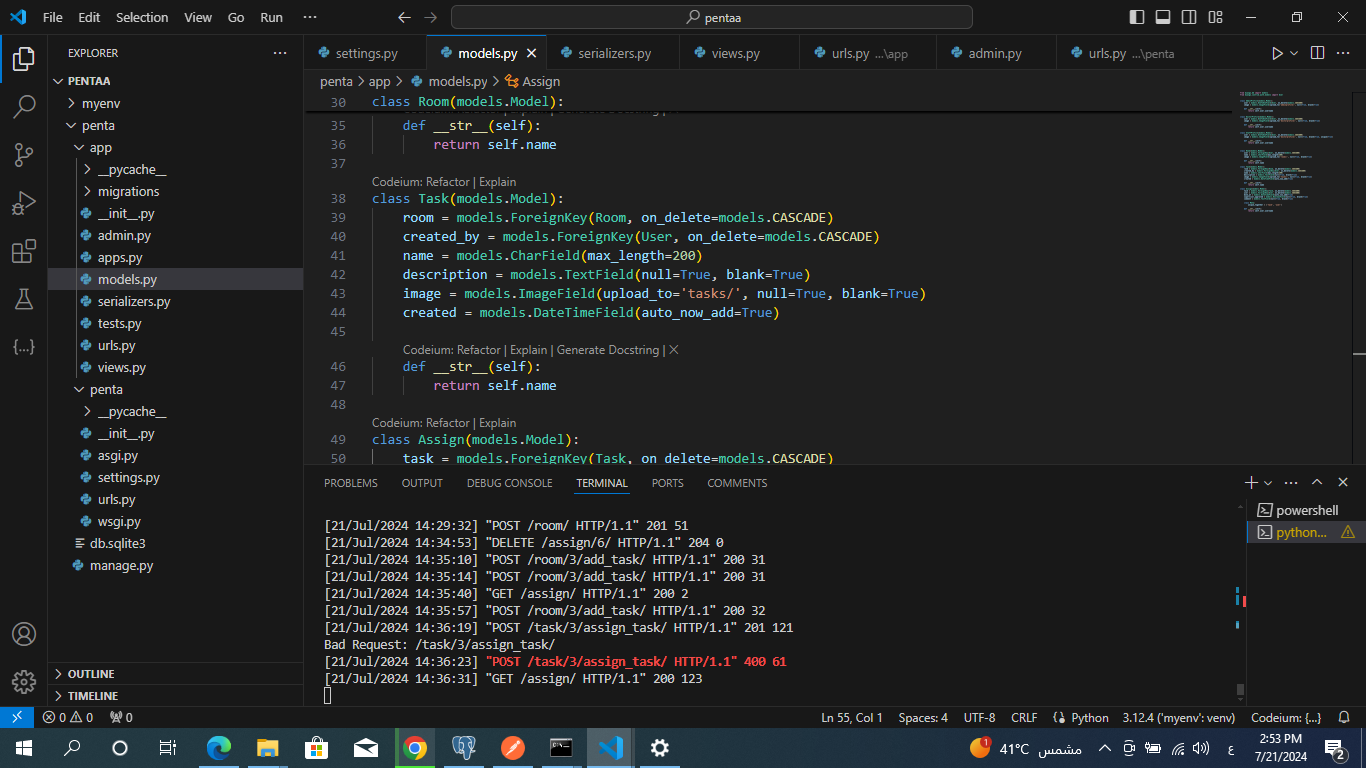 File Edit Selection View Go Run ··· pentaa
EXPLORER ···
PENTAA
myenv
penta
app
__pycache__
migrations
__init__.py
admin.py
apps.py
models.py
serializers.py
tests.py
urls.py
views.py
penta
__pycache__
__init__.py
asgi.py
settings.py
urls.py
wsgi.py
db.sqlite3
manage.py
OUTLINE
TIMELINE
settings.py models.py serializers.py views.py urls.py ...\app admin.py urls.py ...\penta
penta > app > models.py > Assign
30 class Room(models.Model):
35 def __str__(self):
36 return self.name
37
Codeium: Refactor | Explain
38 class Task(models.Model):
39 room = models.ForeignKey(Room, on_delete=models.CASCADE)
40 created_by = models.ForeignKey(User, on_delete=models.CASCADE)
41 name = models.CharField(max_length=200)
42 description = models.TextField(null=True, blank=True)
43 image = models.ImageField(upload_to='tasks/', null=True, blank=True)
44 created = models.DateTimeField(auto_now_add=True)
45
Codeium: Refactor | Explain | Generate Docstring | X
46 def __str__(self):
47 return self.name
48
Codeium: Refactor | Explain
49 class Assign(models.Model):
50 task = models.ForeignKey(Task, on_delete=models.CASCADE)
PROBLEMS OUTPUT DEBUG CONSOLE TERMINAL PORTS COMMENTS
[21/Jul/2024 14:29:32] "POST /room/ HTTP/1.1" 201 51
[21/Jul/2024 14:34:53] "DELETE /assign/6/ HTTP/1.1" 204 0
[21/Jul/2024 14:35:10] "POST /room/3/add_task/ HTTP/1.1" 200 31
[21/Jul/2024 14:35:14] "POST /room/3/add_task/ HTTP/1.1" 200 31
[21/Jul/2024 14:35:40] "GET /assign/ HTTP/1.1" 200 2
[21/Jul/2024 14:35:57] "POST /room/3/add_task/ HTTP/1.1" 200 32
[21/Jul/2024 14:36:19] "POST /task/3/assign_task/ HTTP/1.1" 201 121
Bad Request: /task/3/assign_task/
[21/Jul/2024 14:36:23] "POST /task/3/assign_task/ HTTP/1.1" 400 61
[21/Jul/2024 14:36:31] "GET /assign/ HTTP/1.1" 200 123
powershell
python...
0 0 0 Ln 55, Col 1 Spaces: 4 UTF-8 CRLF Python 3.12.4 ('myenv': venv) Codeium: {...}
1 41°C مشمس ع 2:53 PM
7/21/2024 2